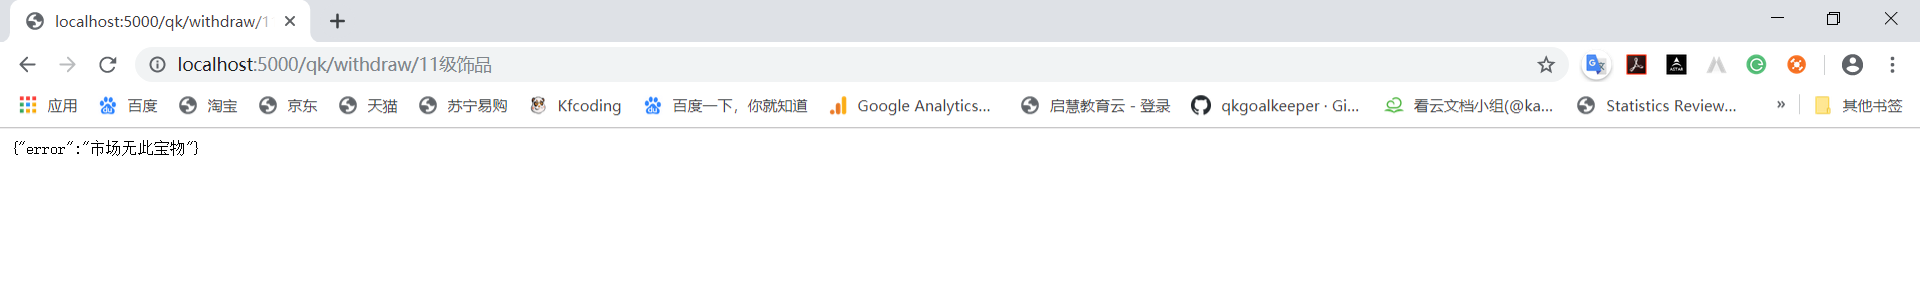 localhost:5000/qk/withdraw/1
localhost:5000/qk/withdraw/11级饰品
应用 百度 淘宝 京东 天猫 苏宁易购 Kfcoding 百度一下，你就知道 Google Analytics... 启慧教育云 - 登录 qkgoalkeeper · Gi... 看云文档小组(@ka... Statistics Review... » 其他书签
{"error":"市场无此宝物"}